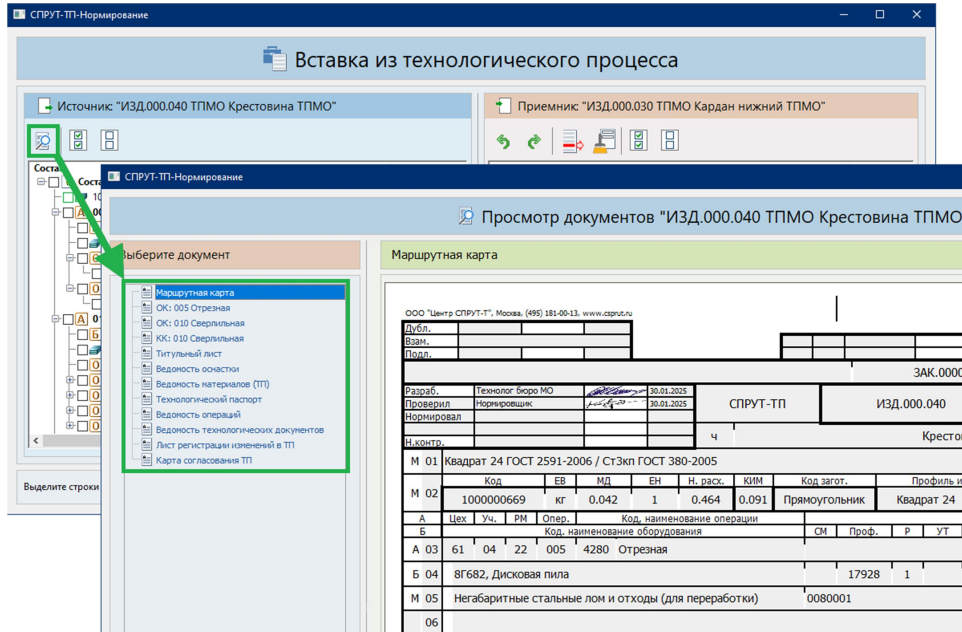 СПРУТ-ТП-Нормирование
Вставка из технологического процесса
Источник: "ИЗД.000.040 ТПМО Крестовина ТПМО"
Приемник: "ИЗД.000.030 ТПМО Кардан нижний ТПМО"
Выделите строки
СПРУТ-ТП-Нормирование
Просмотр документов "ИЗД.000.040 ТПМО Крестовина ТПМО
Выберите документ
Маршрутная карта
Маршрутная карта
ОК: 005 Отрезная
ОК: 010 Сверлильная
КК: 010 Сверлильная
Титульный лист
Ведомость оснастки
Ведомость материалов (ТП)
Технологический паспорт
Ведомость операций
Ведомость технологических документов
Лист регистрации изменений в ТП
Карта согласования ТП
ООО "Центр СПРУТ-Т", Москва, (495) 181-00-13, www.csprut.ru
Дубл.
Взам.
Подл.
ЗАК.0000
Разраб. Технолог бюро МО 30.01.2025
Проверил Нормировщик 30.01.2025
СПРУТ-ТП ИЗД.000.040
Нормировал
Н.контр.
ч Кресто
М 01 Квадрат 24 ГОСТ 2591-2006 / Ст3кп ГОСТ 380-2005
Код ЕВ МД ЕН Н. расх. КИМ Код загот. Профиль и
М 02 1000000669 кг 0.042 1 0.464 0.091 Прямоугольник Квадрат 24
А Цех Уч. РМ Опер. Код, наименование операции
Б Код. наименование оборудования СМ Проф. Р УТ
А 03 61 04 22 005 4280 Отрезная
Б 04 8Г682, Дисковая пила 17928 1
М 05 Негабаритные стальные лом и отходы (для переработки) 0080001
06